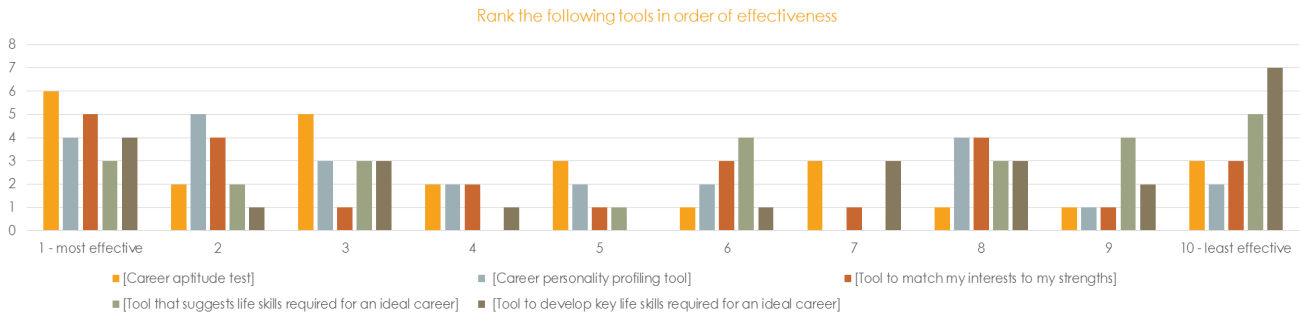 Rank the following tools in order of effectiveness
8
7
6
5
4
3
2
1
0
1 - most effective 2 3 4 5 6 7 8 9 10 - least effective
[Career aptitude test] [Career personality profiling tool] [Tool to match my interests to my strengths]
[Tool that suggests life skills required for an ideal career] [Tool to develop key life skills required for an ideal career]